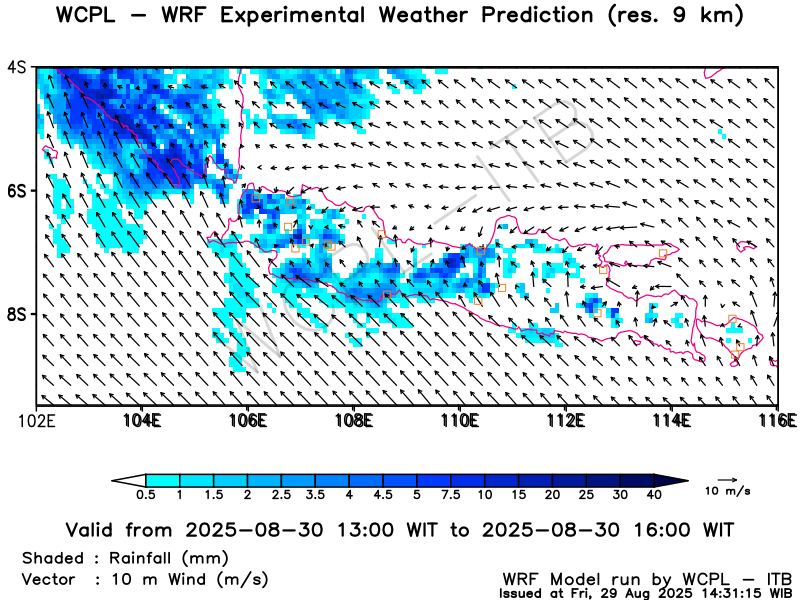 WCPL – WRF Experimental Weather Prediction (res. 9 km)
4S
6S
8S
102E 104E 106E 108E 110E 112E 114E 116E
WCPL–ITB
0.5 1 1.5 2 2.5 3.5 4 4.5 5 7.5 10 15 20 25 30 40
10 m/s
Valid from 2025–08–30 13:00 WIT to 2025–08–30 16:00 WIT
Shaded : Rainfall (mm)
Vector : 10 m Wind (m/s)
WRF Model run by WCPL – ITB
Issued at Fri, 29 Aug 2025 14:31:15 WIB